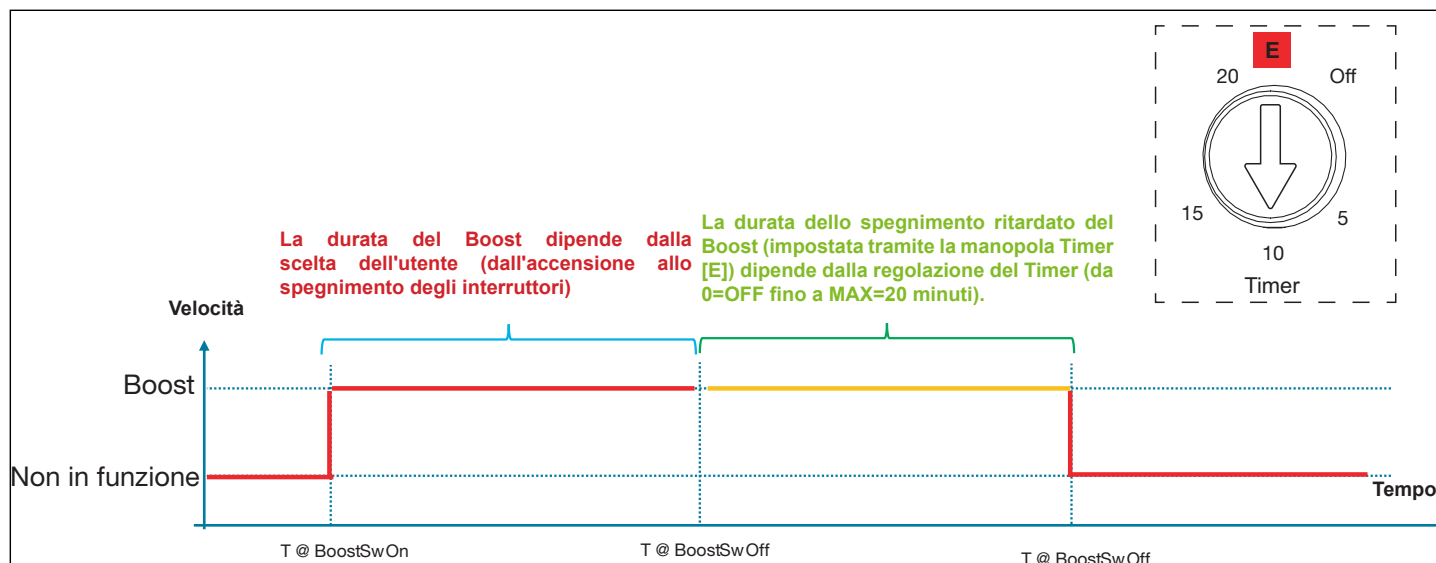 E
20
Off
15
5
10
Timer
La durata del Boost dipende dalla
scelta dell'utente (dall'accensione allo
spegnimento degli interruttori)
La durata dello spegnimento ritardato del
Boost (impostata tramite la manopola Timer
[E]) dipende dalla regolazione del Timer (da
0=OFF fino a MAX=20 minuti).
Velocità
Boost
Non in funzione
Tempo
T @ BoostSwOn
T @ BoostSwOff
T @ BoostSwOff